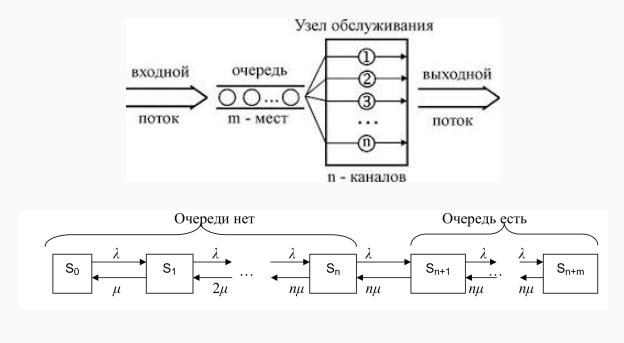 Узел обслуживания
входной
поток
очередь
m - мест
1
2
3
...
n
выходной
поток
n - каналов
Очереди нет
Очередь есть
S0 λ μ S1 λ 2μ ... λ nμ Sn λ nμ Sn+1 λ nμ ... λ nμ Sn+m